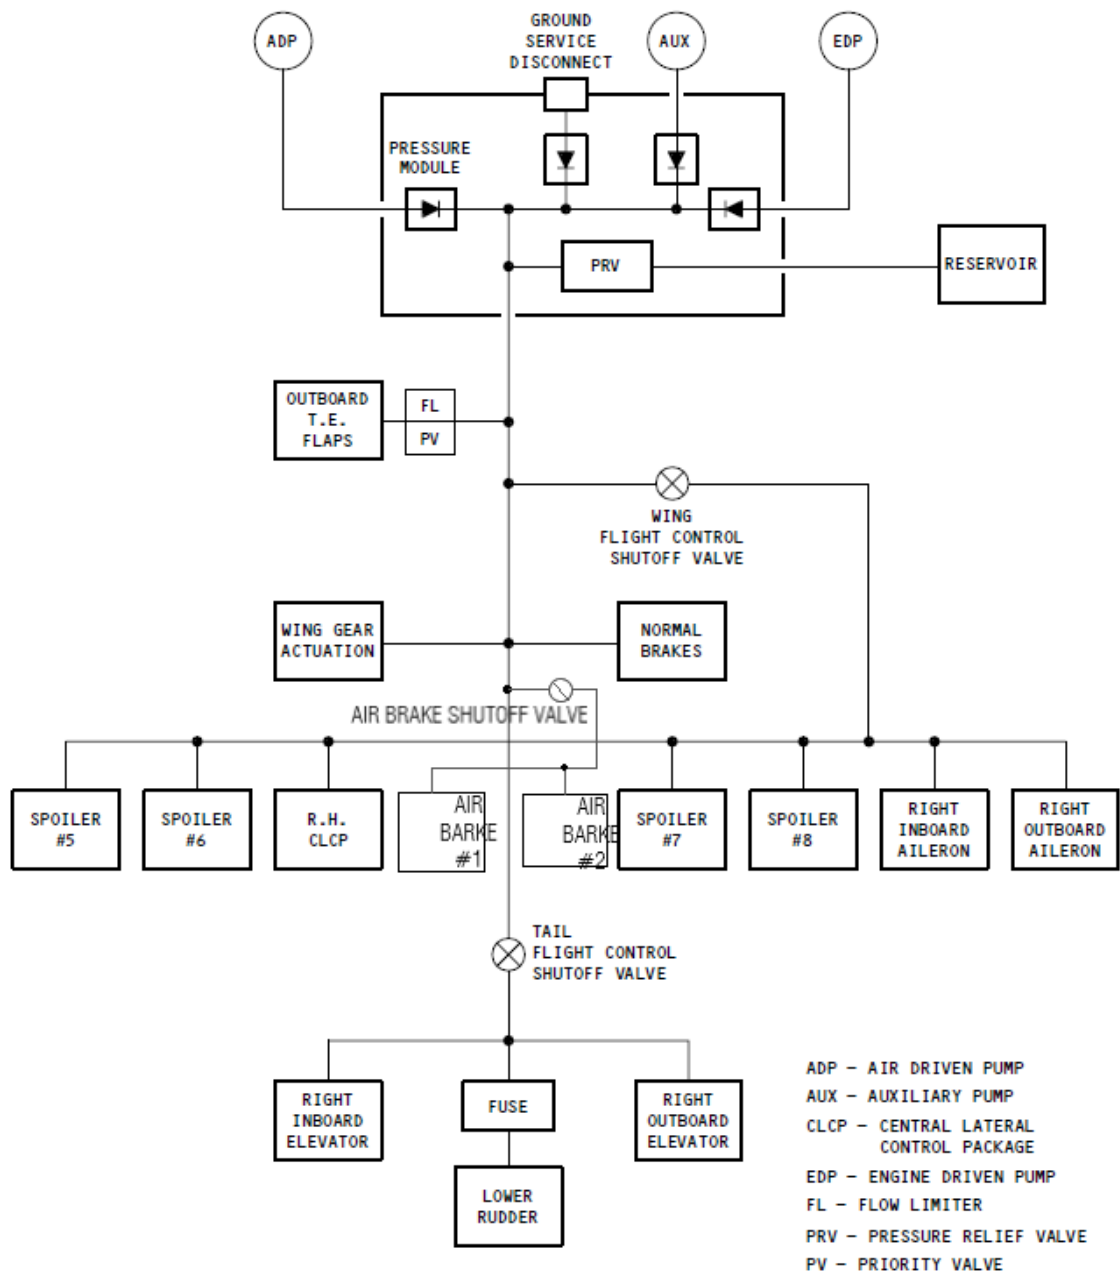 ADP
GROUND
SERVICE
DISCONNECT
AUX
EDP
PRESSURE
MODULE
PRV
RESERVOIR
OUTBOARD
T.E.
FLAPS
FL
PV
WING
FLIGHT CONTROL
SHUTOFF VALVE
WING GEAR
ACTUATION
NORMAL
BRAKES
AIR BRAKE SHUTOFF VALVE
SPOILER
#5
SPOILER
#6
R.H.
CLCP
AIR
BARKE
#1
AIR
BARKE
#2
SPOILER
#7
SPOILER
#8
RIGHT
INBOARD
AILERON
RIGHT
OUTBOARD
AILERON
TAIL
FLIGHT CONTROL
SHUTOFF VALVE
RIGHT
INBOARD
ELEVATOR
FUSE
RIGHT
OUTBOARD
ELEVATOR
LOWER
RUDDER
ADP – AIR DRIVEN PUMP
AUX – AUXILIARY PUMP
CLCP – CENTRAL LATERAL
CONTROL PACKAGE
EDP – ENGINE DRIVEN PUMP
FL – FLOW LIMITER
PRV – PRESSURE RELIEF VALVE
PV – PRIORITY VALVE